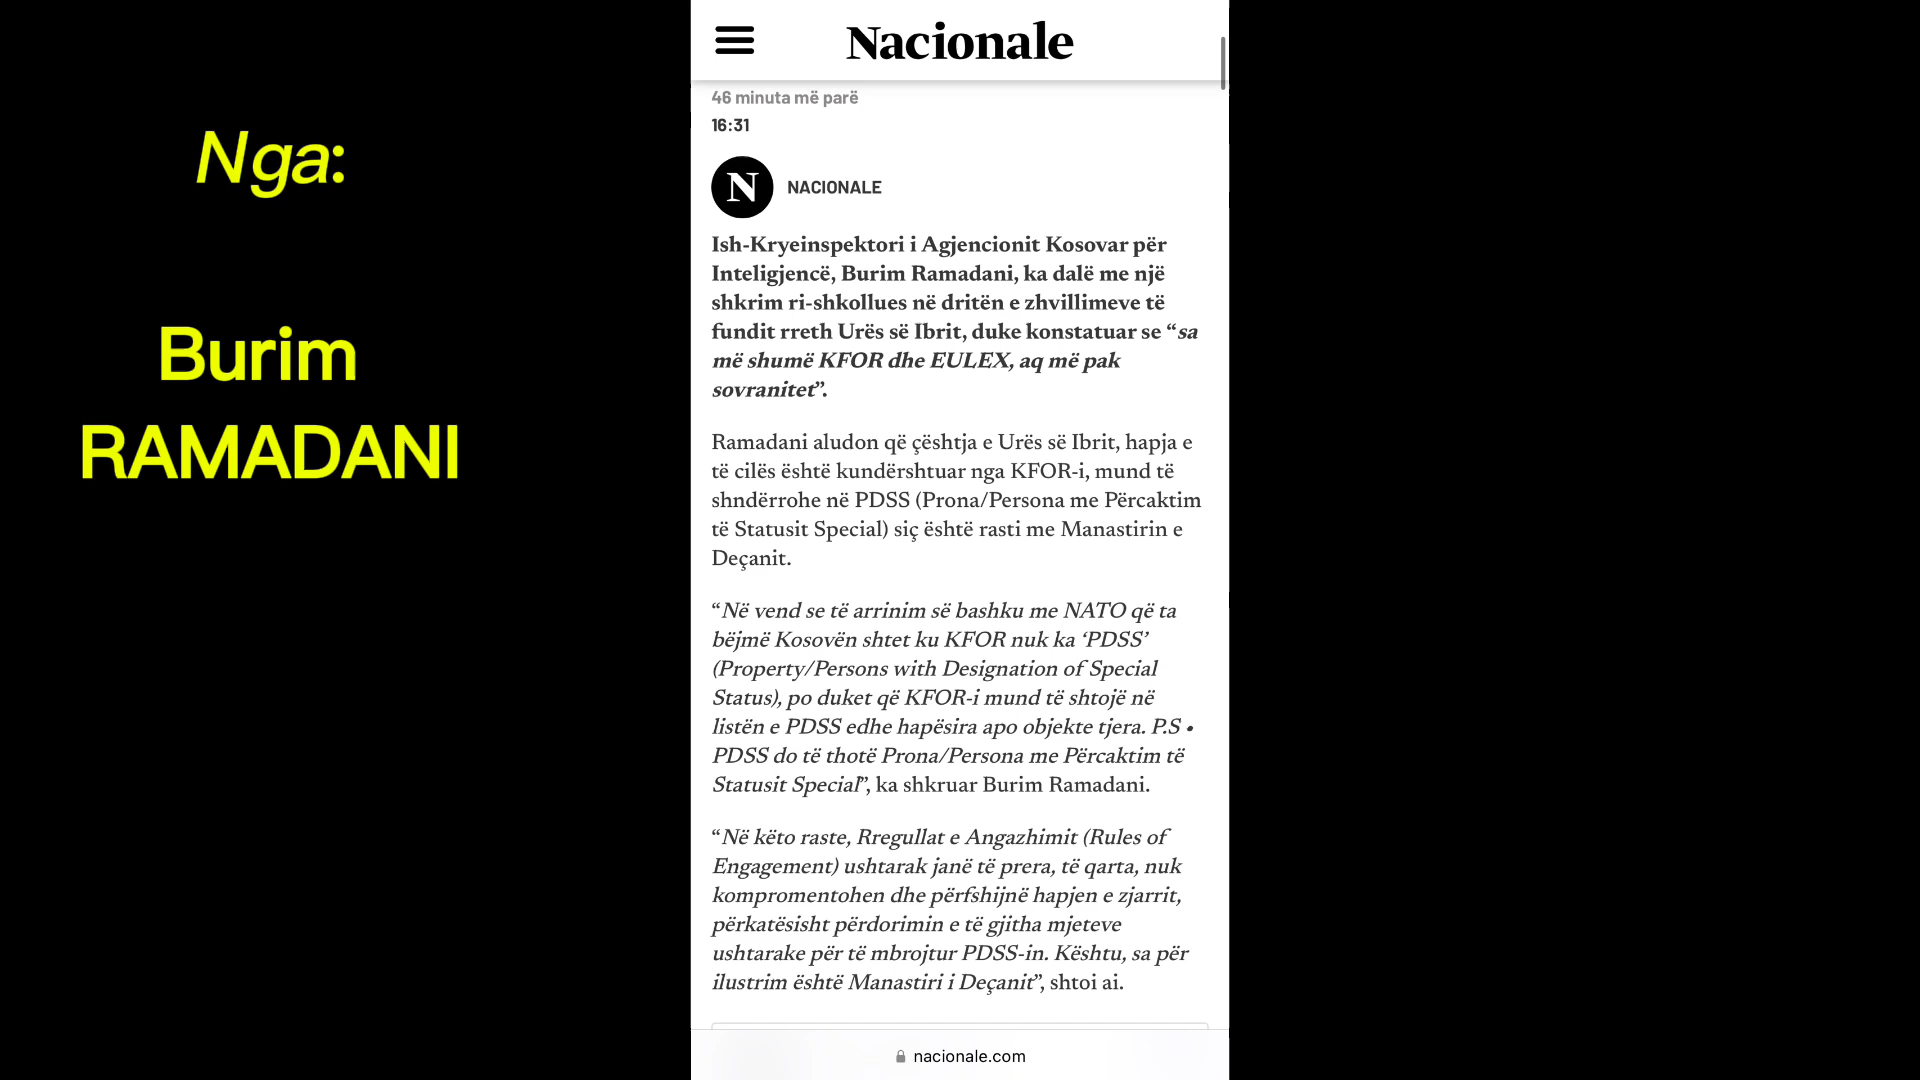 Nga:
Burim
RAMADANI
Nacionale
46 minuta më parë
16:31
N
NACIONALE
Ish-Kryeinspektori i Agjencionit Kosovar për
Inteligjencë, Burim Ramadani, ka dalë me një
shkrim ri-shkollues në dritën e zhvillimeve të
fundit rreth Urës së Ibrit, duke konstatuar se “sa
më shumë KFOR dhe EULEX, aq më pak
sovranitet”.
Ramadani aludon që çështja e Urës së Ibrit, hapja e
të cilës është kundërshtuar nga KFOR-i, mund të
shndërrohe në PDSS (Prona/Persona me Përcaktim
të Statusit Special) siç është rasti me Manastirin e
Deçanit.
“Në vend se të arrinim së bashku me NATO që ta
bëjmë Kosovën shtet ku KFOR nuk ka ‘PDSS’
(Property/Persons with Designation of Special
Status), po duket që KFOR-i mund të shtojë në
listën e PDSS edhe hapësira apo objekte tjera. P.S •
PDSS do të thotë Prona/Persona me Përcaktim të
Statusit Special”, ka shkruar Burim Ramadani.
“Në këto raste, Rregullat e Angazhimit (Rules of
Engagement) ushtarak janë të prera, të qarta, nuk
kompromentohen dhe përfshijnë hapjen e zjarrit,
përkatësisht përdorimin e të gjitha mjeteve
ushtarake për të mbrojtur PDSS-in. Kështu, sa për
ilustrim është Manastiri i Deçanit”, shtoi ai.
nacionale.com